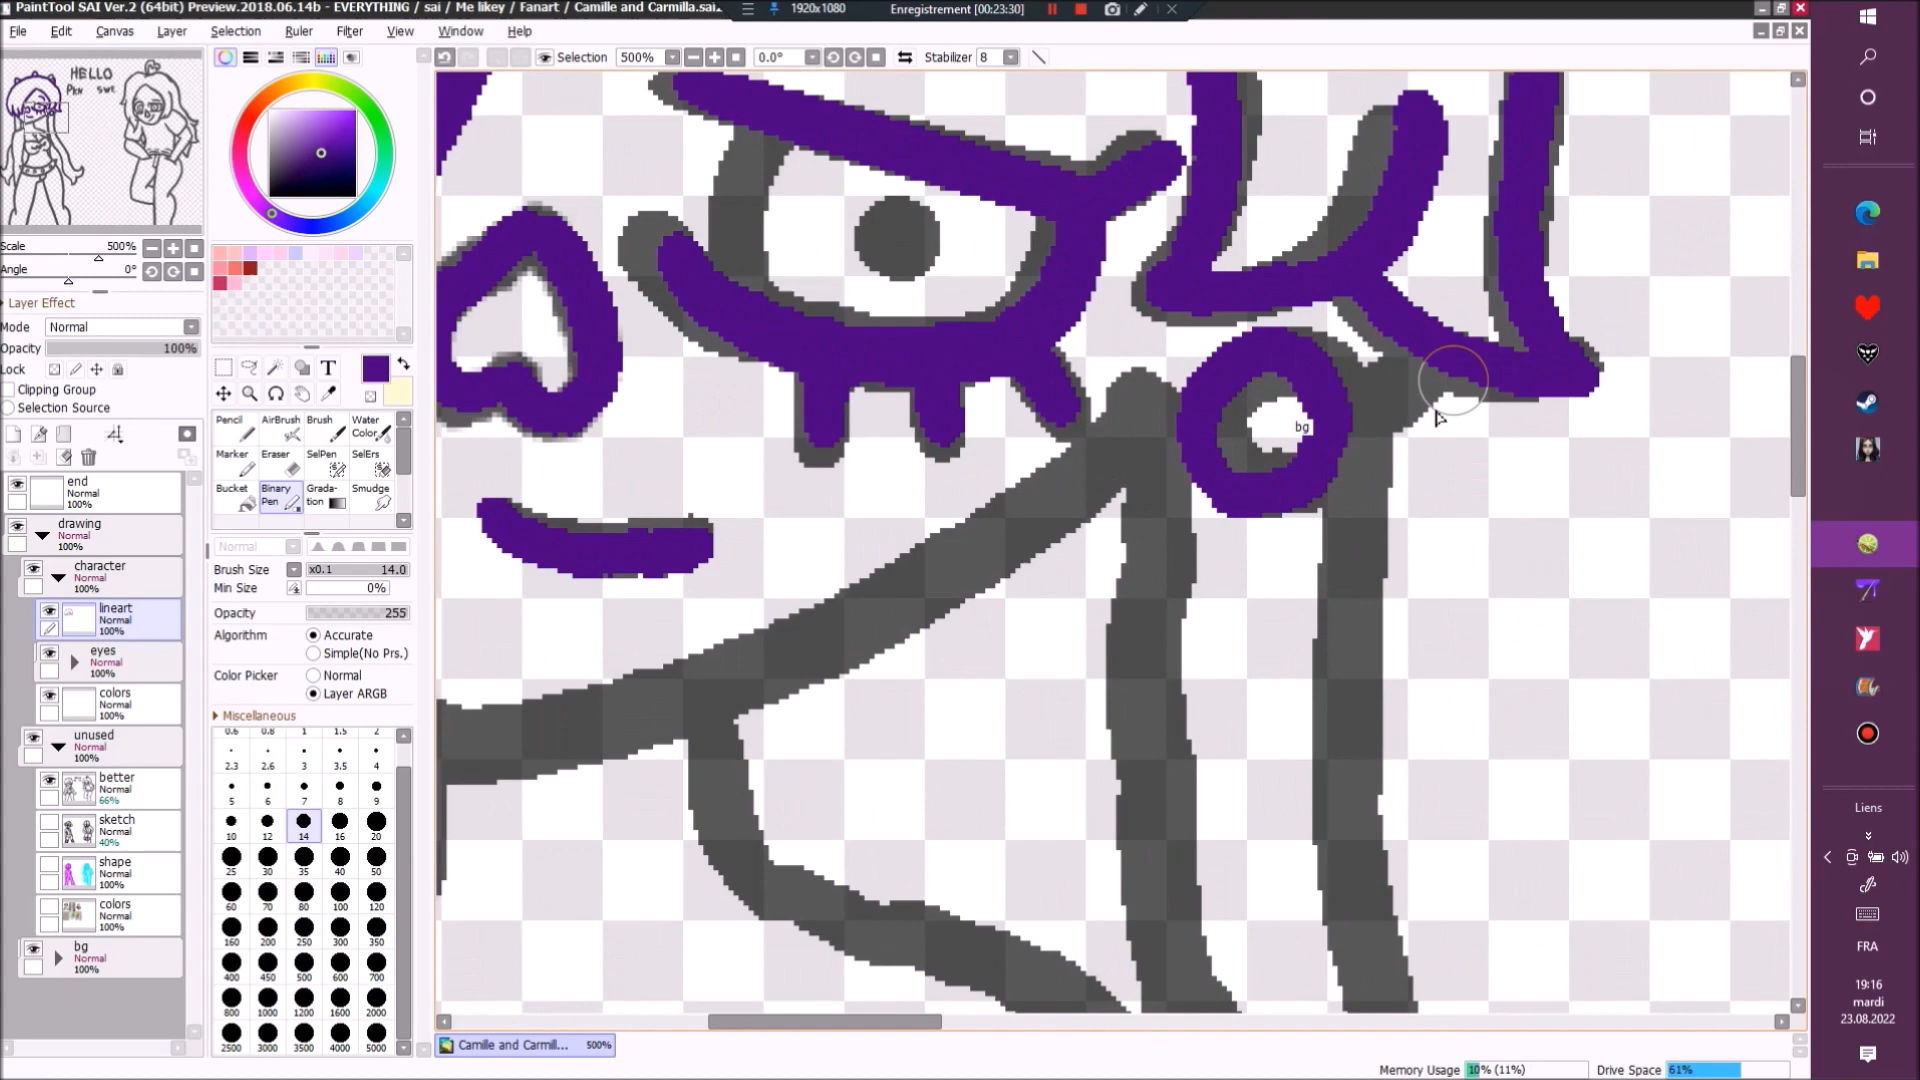 PaintTool SAI Ver.2 (64bit) Preview.2018.06.14b - EVERYTHING / sai / Me likey / Fanart / Camille and Carmilla.sai...
1920x1080
Enregistrement [00:23:30]
File Edit Canvas Layer Selection Ruler Filter View Window Help
Selection 500% 0.0° Stabilizer 8
HELLO
Scale 500%
Angle 0°
Layer Effect
Mode Normal
Opacity 100%
Lock
Clipping Group
Selection Source
end
Normal
100%
drawing
Normal
100%
character
Normal
100%
lineart
Normal
100%
eyes
Normal
100%
colors
Normal
100%
unused
Normal
100%
better
Normal
66%
sketch
Normal
40%
shape
Normal
100%
colors
Normal
100%
bg
Normal
100%
T
Pencil AirBrush Brush Water Color
Marker Eraser SelPen SelErs
Bucket Binary Pen Gradation Smudge
Normal
Brush Size x0.1 14.0
Min Size 0%
Opacity 255
Algorithm Accurate
Simple(No Prs.)
Color Picker Normal
Layer ARGB
Miscellaneous
0.6 0.8 1 1.5 2
2.3 2.6 3 3.5 4
5 6 7 8 9
10 12 14 16 20
25 30 35 40 50
60 70 80 100 120
160 200 250 300 350
400 450 500 600 700
800 1000 1200 1600 2000
2500 3000 3500 4000 5000
bg
Camille and Carmill... 500%
Memory Usage 10% (11%) Drive Space 61%
Liens
FRA
19:16
mardi
23.08.2022